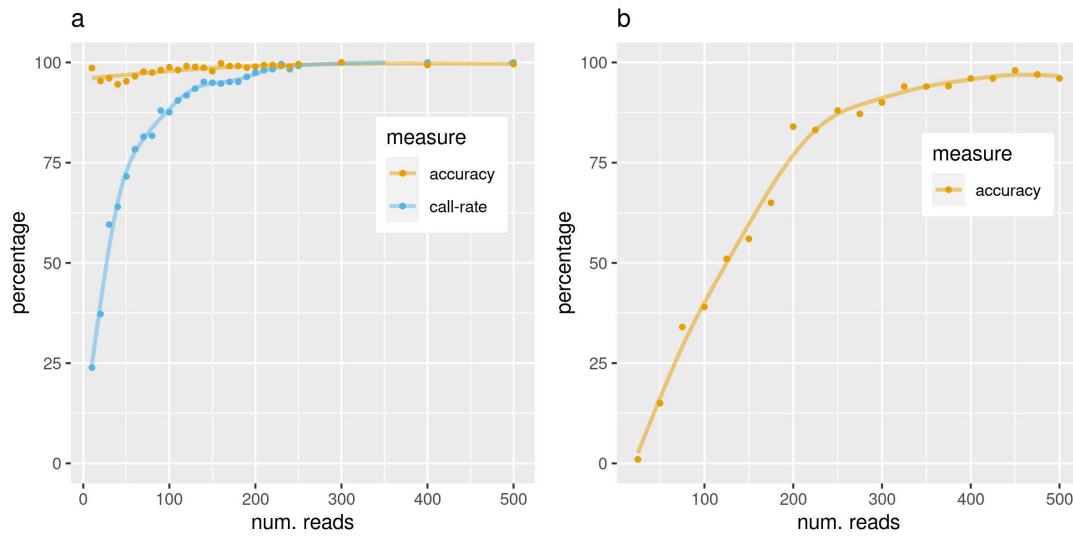 a
100
75
50
25
0
percentage
0 100 200 300 400 500
num. reads
measure
accuracy
call-rate
b
100
75
50
25
0
percentage
100 200 300 400 500
num. reads
measure
accuracy